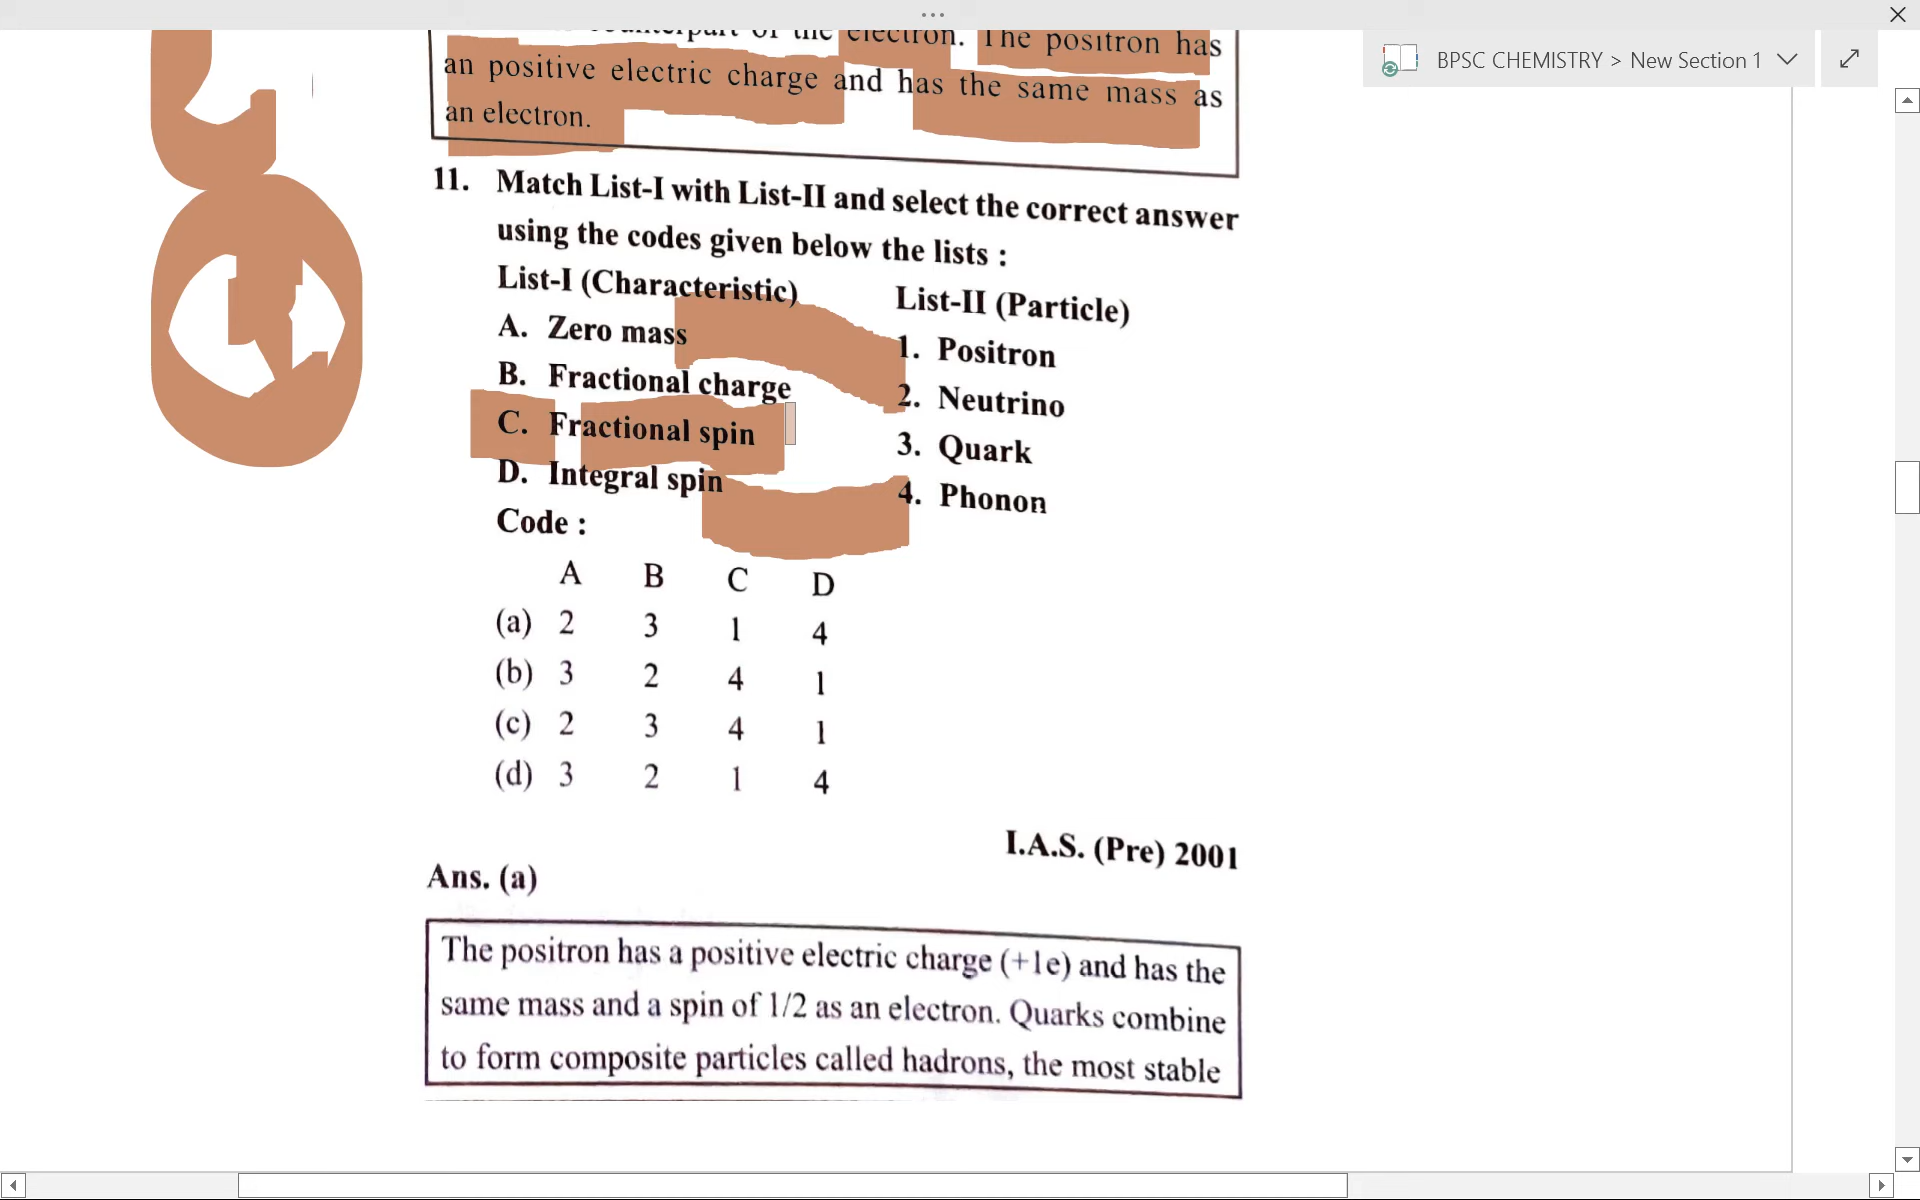 BPSC CHEMISTRY > New Section 1
counterpart of the electron. The positron has
an positive electric charge and has the same mass as
an electron.
11. Match List-I with List-II and select the correct answer
using the codes given below the lists :
List-I (Characteristic) List-II (Particle)
A. Zero mass 1. Positron
B. Fractional charge 2. Neutrino
C. Fractional spin 3. Quark
D. Integral spin 4. Phonon
Code :
A B C D
(a) 2 3 1 4
(b) 3 2 4 1
(c) 2 3 4 1
(d) 3 2 1 4
I.A.S. (Pre) 2001
Ans. (a)
The positron has a positive electric charge (+1e) and has the
same mass and a spin of 1/2 as an electron. Quarks combine
to form composite particles called hadrons, the most stable